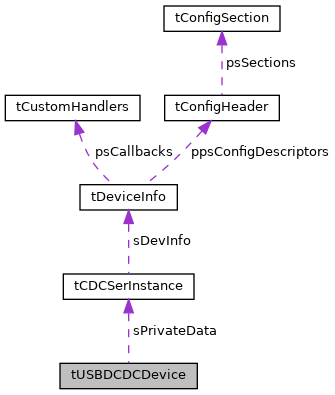 tConfigSection
psSections
tCustomHandlers
tConfigHeader
psCallbacks
ppsConfigDescriptors
tDeviceInfo
sDevInfo
tCDCSerInstance
sPrivateData
tUSBDCDCDevice